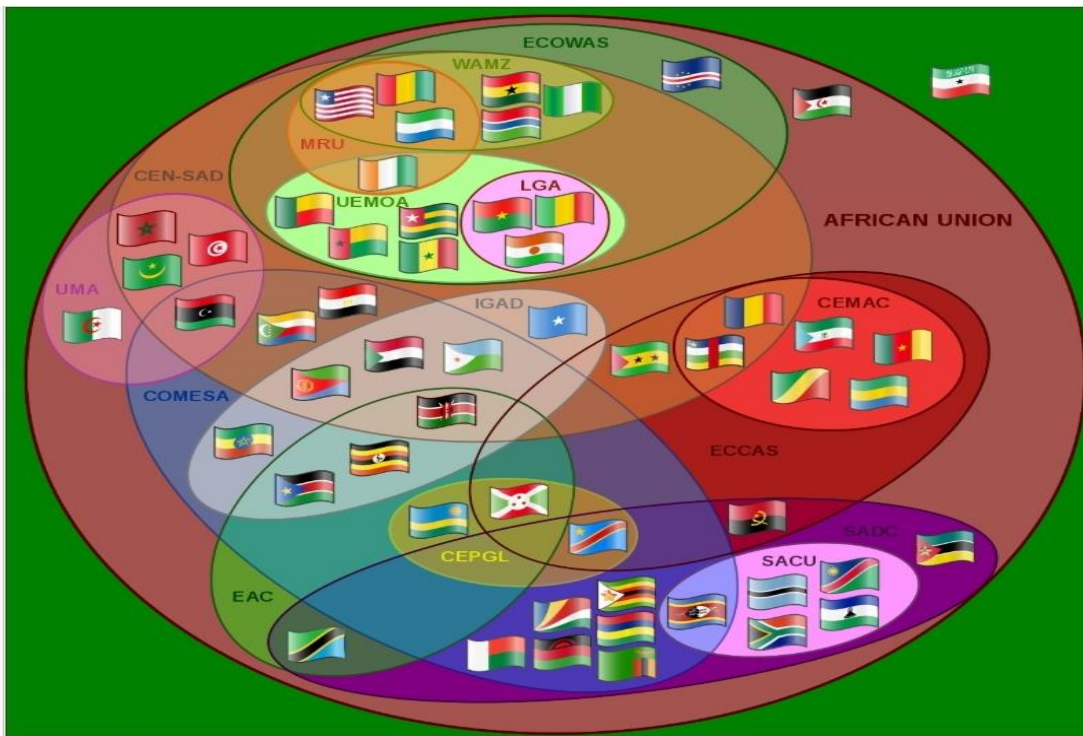 ECOWAS
WAMZ
MRU
CEN-SAD
LGA
UEMOA
AFRICAN UNION
UMA
IGAD
CEMAC
COMESA
ECCAS
SADC
CEPGL
SACU
EAC